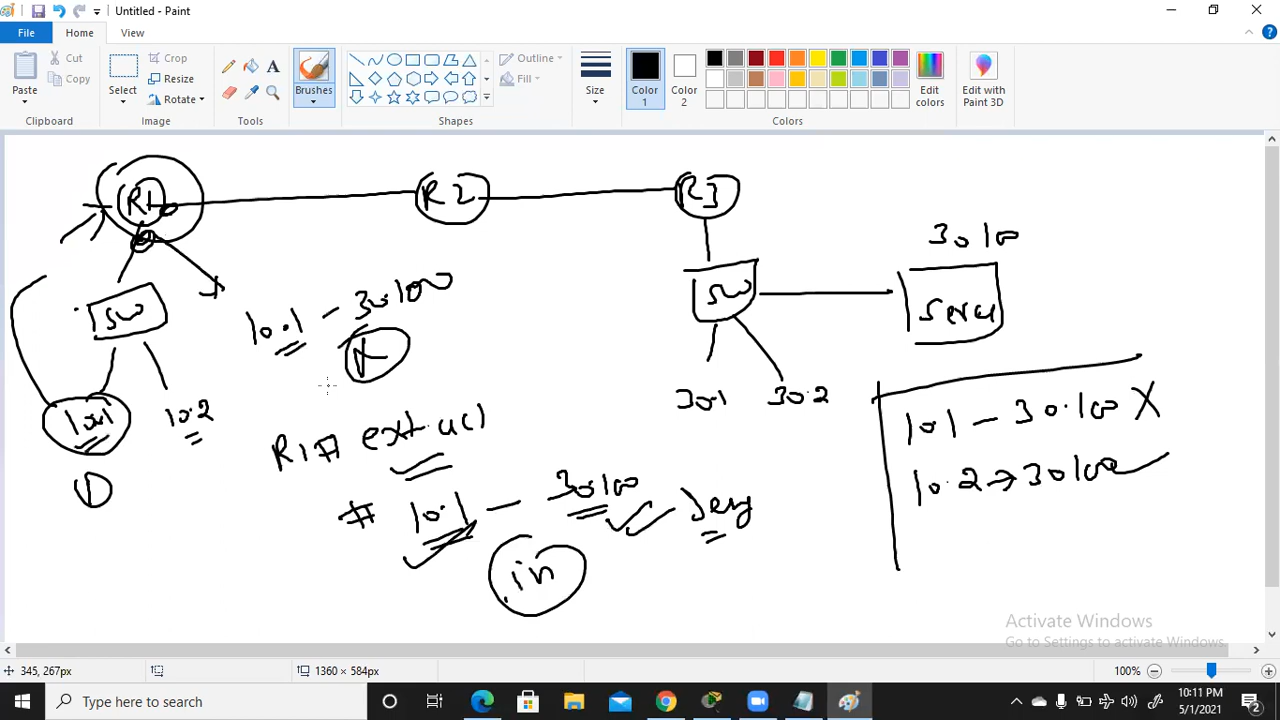 Untitled - Paint
File Home View
Paste Cut Copy Clipboard
Select Crop Resize Rotate Image
Tools
Brushes
Outline Fill Shapes
Size
Color 1 Color 2 Edit colors Colors
Edit with Paint 3D
R1 R2 R3
30 100
SW SW
10.1 - 30.100
10.1 10.2
30.1 30.2
10.1 - 30.100 X
10.2 → 30.100
R1# ext. acl
# 10.1 - 30.100 deny
in
1
Activate Windows
Go to Settings to activate Windows.
345, 267px 1360 × 584px 100%
Type here to search
10:11 PM
5/1/2021
2